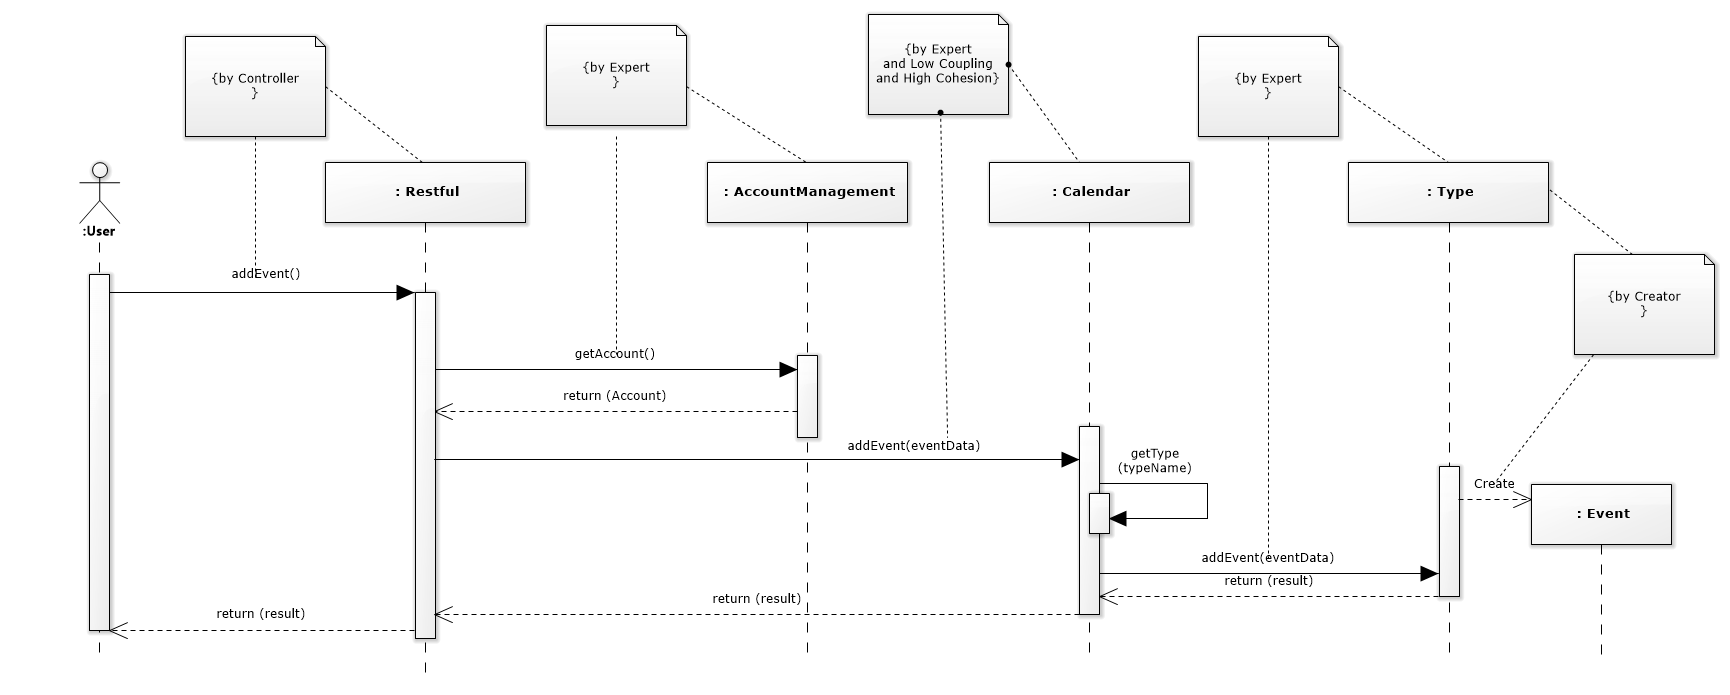 {by Expert
and Low Coupling
and High Cohesion}
{by Controller
}
{by Expert
}
{by Expert
}
: Restful
: AccountManagement
: Calendar
: Type
:User
addEvent()
{by Creator
}
getAccount()
return (Account)
addEvent(eventData)
getType
(typeName)
Create
: Event
addEvent(eventData)
return (result)
return (result)
return (result)